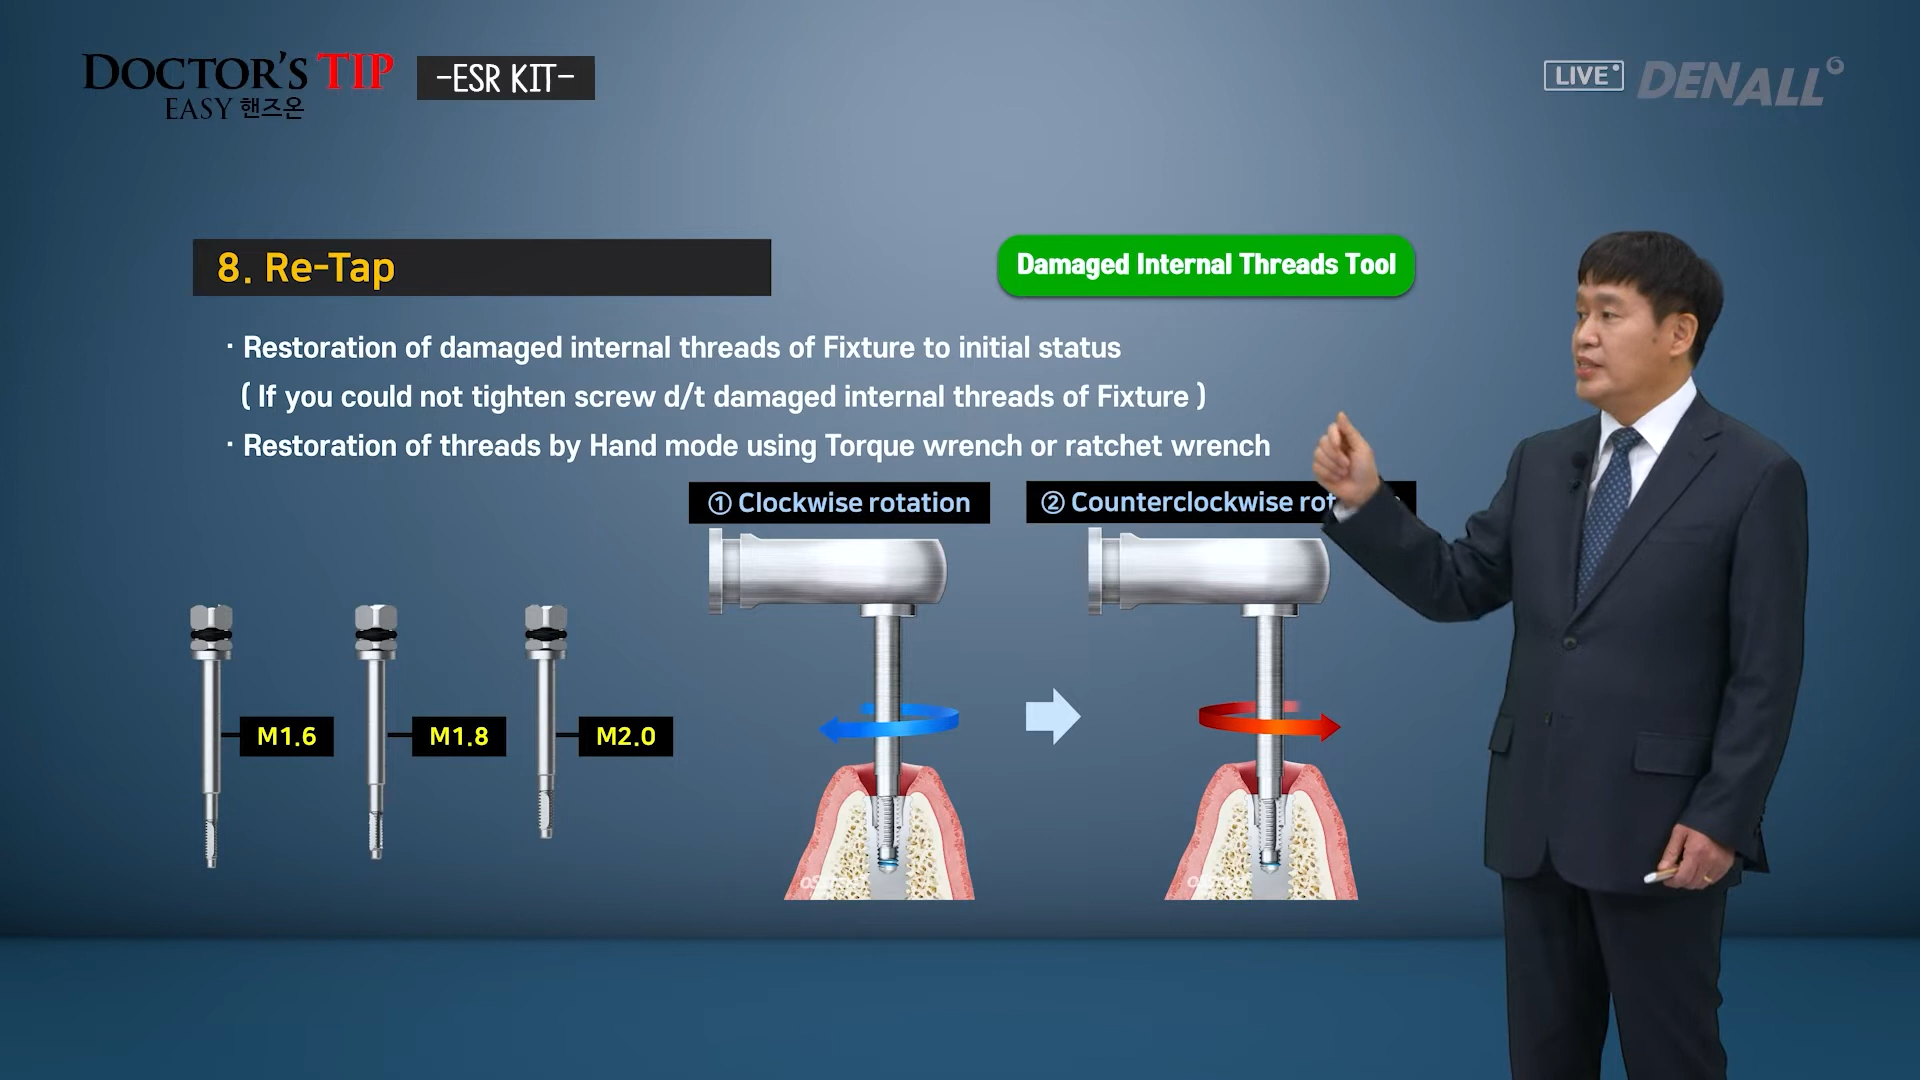 DOCTOR'S TIP
EASY 핸즈온
-ESR KIT-
LIVE
DENALL
8. Re-Tap
Damaged Internal Threads Tool
· Restoration of damaged internal threads of Fixture to initial status
( If you could not tighten screw d/t damaged internal threads of Fixture )
· Restoration of threads by Hand mode using Torque wrench or ratchet wrench
① Clockwise rotation
② Counterclockwise
M1.6
M1.8
M2.0